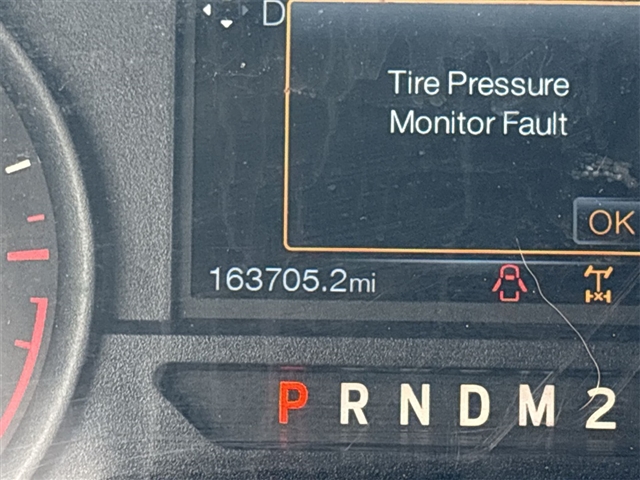 D
Tire Pressure
Monitor Fault
OK
163705.2mi
P R N D M 2